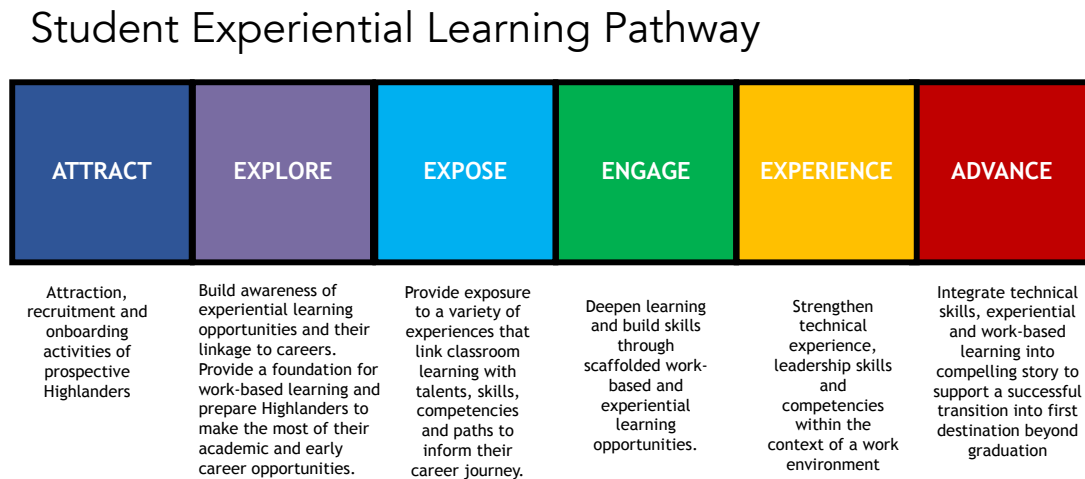 Student Experiential Learning Pathway
ATTRACT
EXPLORE
EXPOSE
ENGAGE
EXPERIENCE
ADVANCE
Attraction,
recruitment and
onboarding
activities of
prospective
Highlanders
Build awareness of
experiential learning
opportunities and their
linkage to careers.
Provide a foundation for
work-based learning and
prepare Highlanders to
make the most of their
academic and early
career opportunities.
Provide exposure
to a variety of
experiences that
link classroom
learning with
talents, skills,
competencies
and paths to
inform their
career journey.
Deepen learning
and build skills
through
scaffolded work-
based and
experiential
learning
opportunities.
Strengthen
technical
experience,
leadership skills
and
competencies
within the
context of a work
environment
Integrate technical
skills, experiential
and work-based
learning into
compelling story to
support a successful
transition into first
destination beyond
graduation